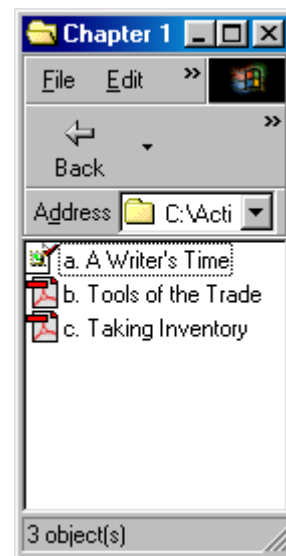 Chapter 1
File Edit »
»
Back
Address C:\Acti
a. A Writer's Time
b. Tools of the Trade
c. Taking Inventory
3 object(s)